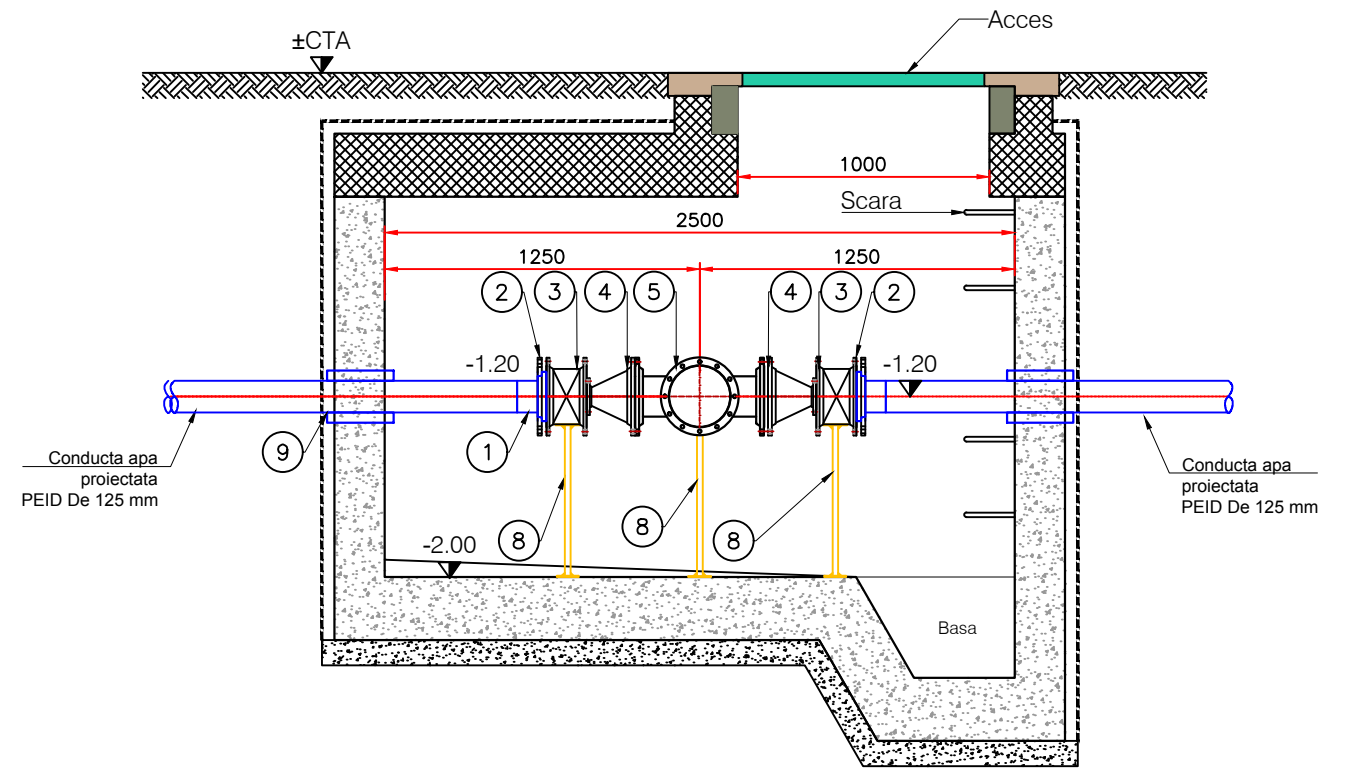 Acces
±CTA
1000
Scara
2500
1250
1250
2
3
4
5
4
3
2
-1.20
-1.20
9
1
Conducta apa
proiectata
PEID De 125 mm
Conducta apa
proiectata
PEID De 125 mm
8
8
8
-2.00
Basa